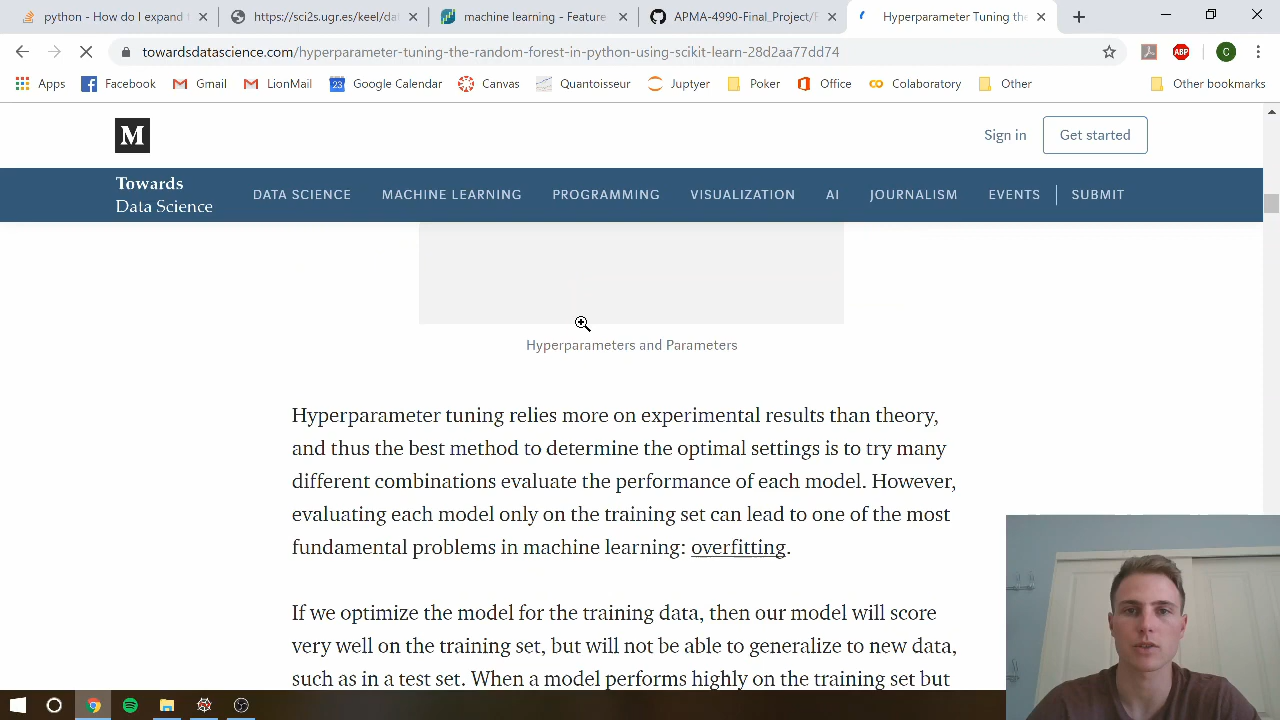 python - How do I expand
https://sci2s.ugr.es/keel/da
machine learning - Feature
APMA-4990-Final_Project/F
Hyperparameter Tuning the
towardsdatascience.com/hyperparameter-tuning-the-random-forest-in-python-using-scikit-learn-28d2aa77dd74
ABP
C
Apps
Facebook
Gmail
LionMail
23
Google Calendar
Canvas
Quantoisseur
Juptyer
Poker
Office
Colaboratory
Other
Other bookmarks
M
Sign in
Get started
Towards
Data Science
DATA SCIENCE
MACHINE LEARNING
PROGRAMMING
VISUALIZATION
AI
JOURNALISM
EVENTS
SUBMIT
Hyperparameters and Parameters
Hyperparameter tuning relies more on experimental results than theory,
and thus the best method to determine the optimal settings is to try many
different combinations evaluate the performance of each model. However,
evaluating each model only on the training set can lead to one of the most
fundamental problems in machine learning: overfitting.
If we optimize the model for the training data, then our model will score
very well on the training set, but will not be able to generalize to new data,
such as in a test set. When a model performs highly on the training set but